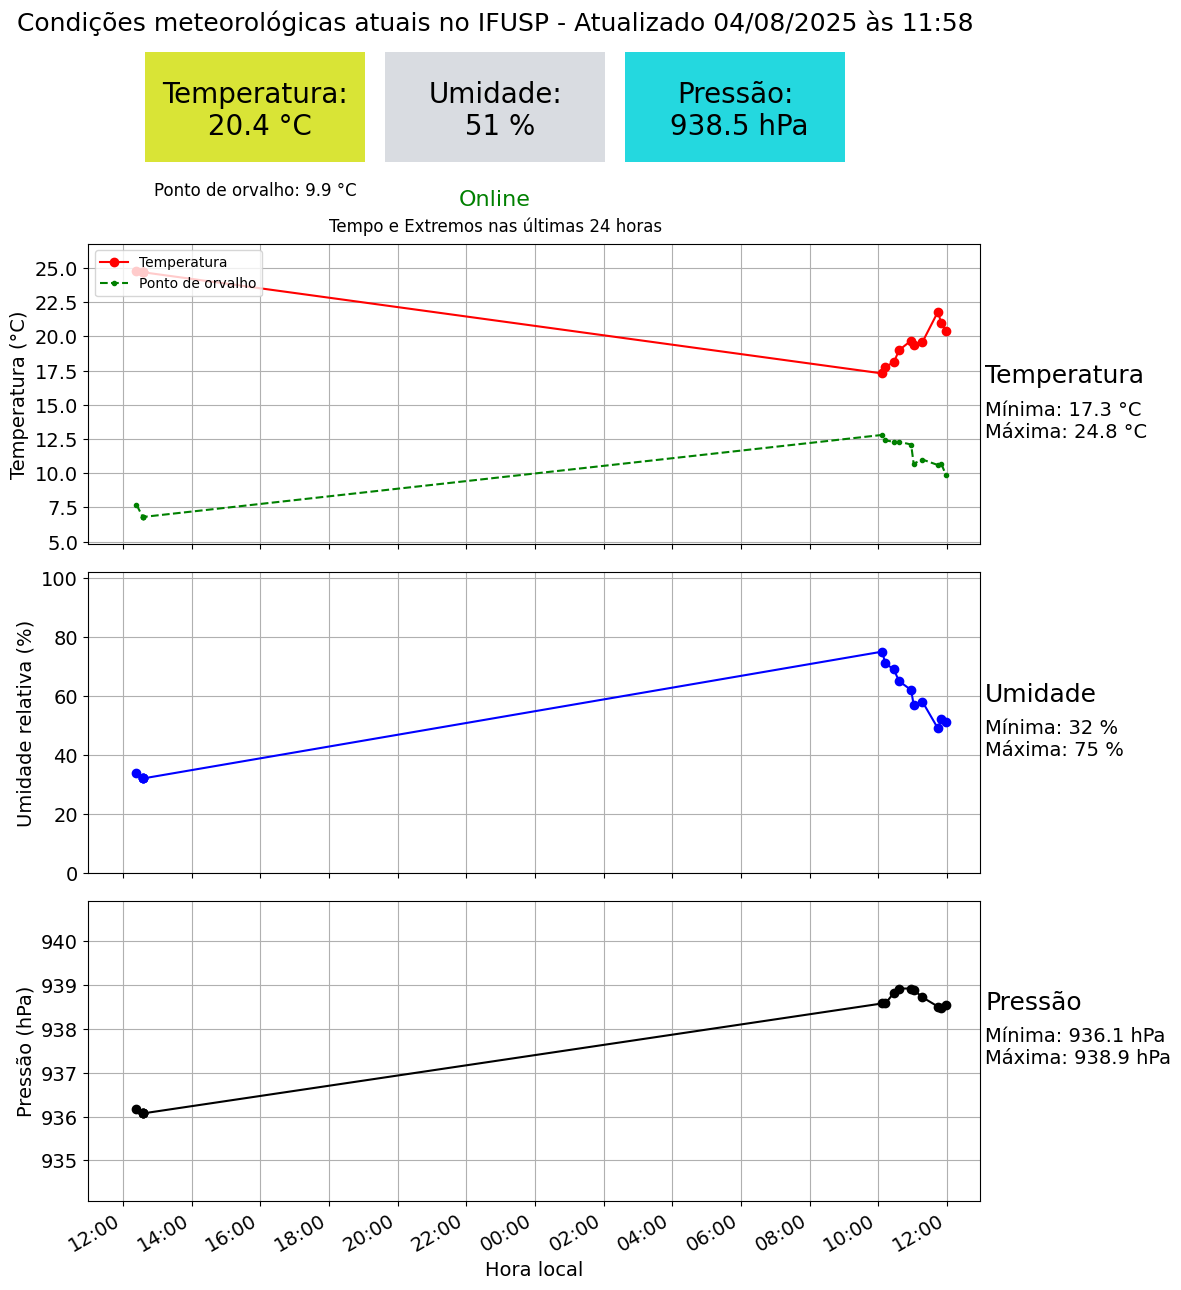 Condições meteorológicas atuais no IFUSP - Atualizado 04/08/2025 às 11:58
Temperatura:
20.4 °C
Umidade:
51 %
Pressão:
938.5 hPa
Ponto de orvalho: 9.9 °C
Online
Tempo e Extremos nas últimas 24 horas
Temperatura
Ponto de orvalho
Temperatura (°C)
25.0
22.5
20.0
17.5
15.0
12.5
10.0
7.5
5.0
Temperatura
Mínima: 17.3 °C
Máxima: 24.8 °C
Umidade relativa (%)
100
80
60
40
20
0
Umidade
Mínima: 32 %
Máxima: 75 %
Pressão (hPa)
940
939
938
937
936
935
Pressão
Mínima: 936.1 hPa
Máxima: 938.9 hPa
12:00
14:00
16:00
18:00
20:00
22:00
00:00
02:00
04:00
06:00
08:00
10:00
12:00
Hora local